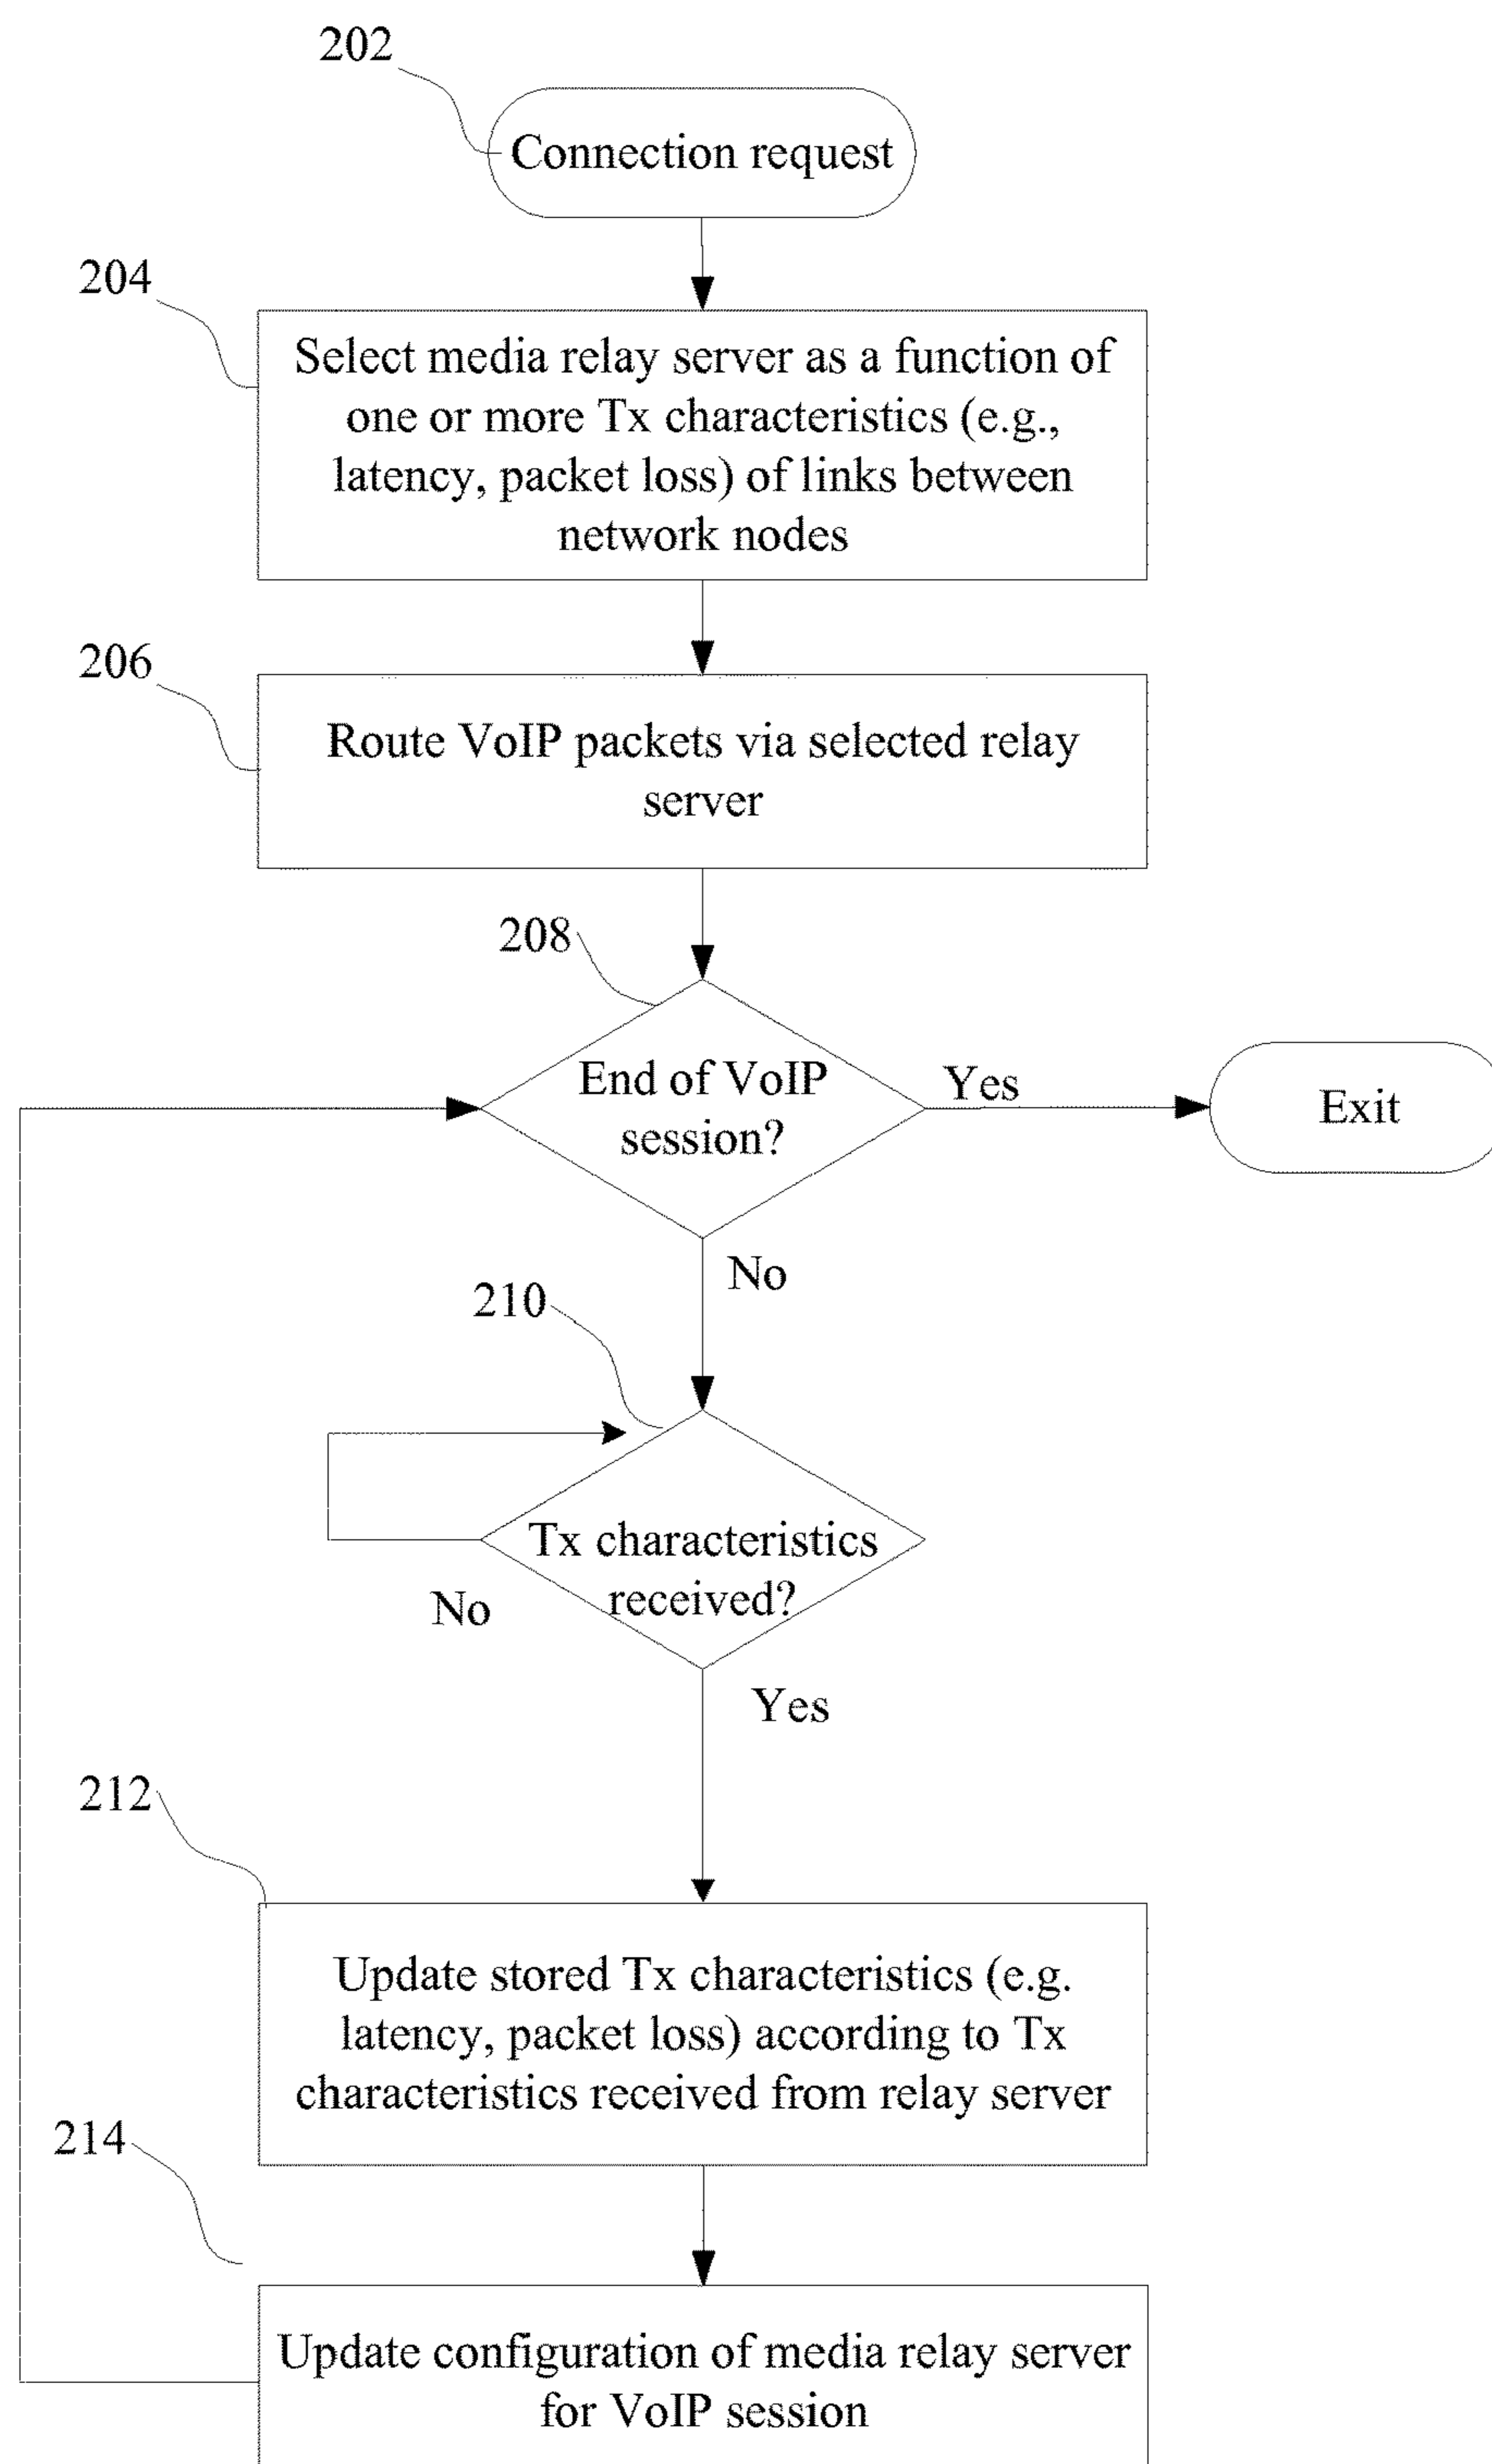 202
Connection request
204
Select media relay server as a function of
one or more Tx characteristics (e.g.,
latency, packet loss) of links between
network nodes
206
Route VoIP packets via selected relay
server
208
End of VoIP
session?
Yes
Exit
No
210
Tx characteristics
received?
No
Yes
212
Update stored Tx characteristics (e.g.
latency, packet loss) according to Tx
characteristics received from relay server
214
Update configuration of media relay server
for VoIP session